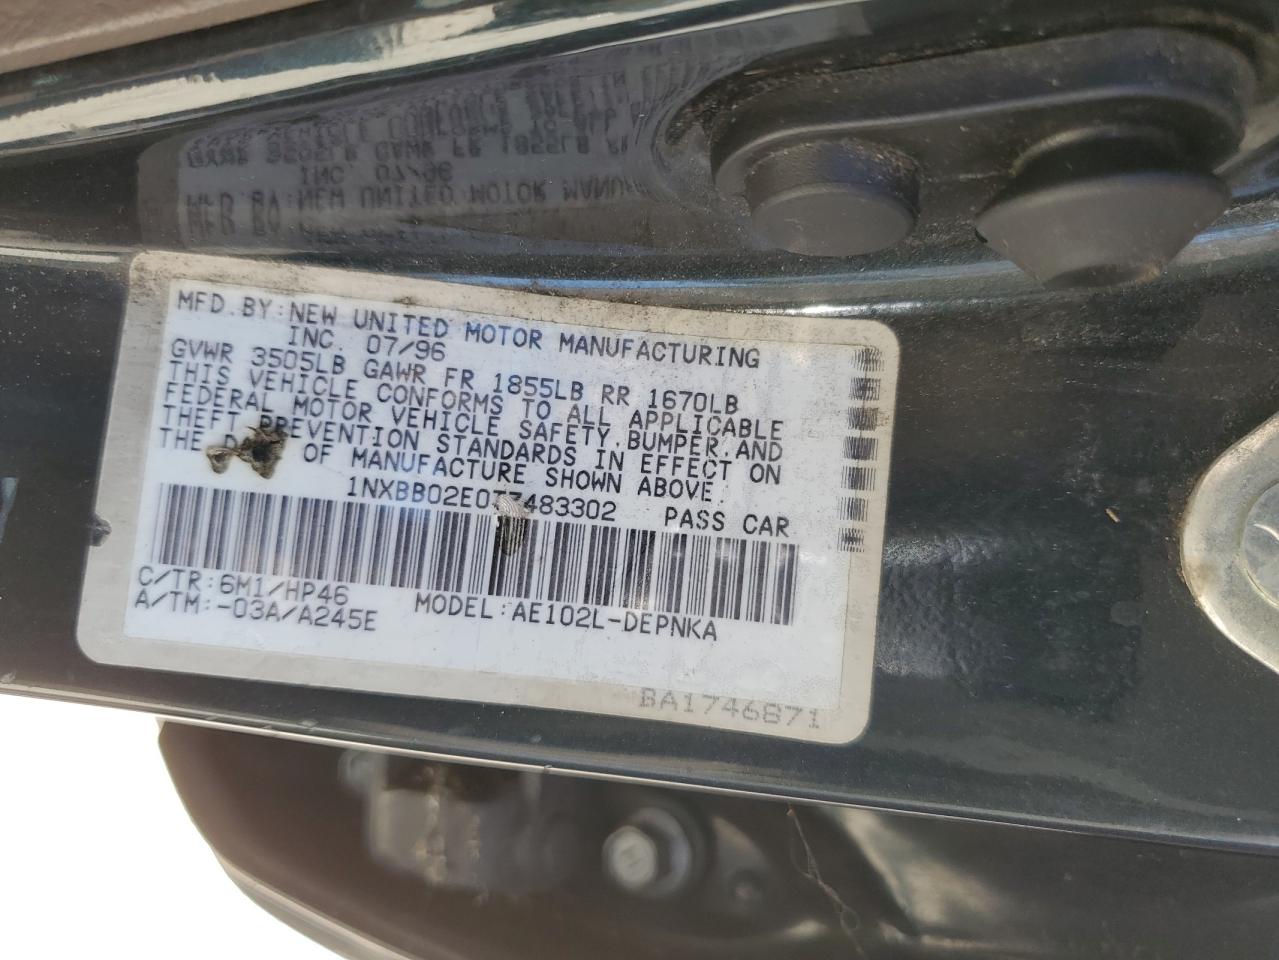 MFD.BY:NEW UNITED MOTOR MANUFACTURING
INC. 07/96
GVWR 3505LB GAWR FR 1855LB RR 1670LB
THIS VEHICLE CONFORMS TO ALL APPLICABLE
FEDERAL MOTOR VEHICLE SAFETY,BUMPER,AND
THEFT PREVENTION STANDARDS IN EFFECT ON
THE OF MANUFACTURE SHOWN ABOVE.
PASS CAR
C/TR:6M1/HP46
A/TM:-03A/A245E
MODEL:AE102L-DEPNKA
BA1746871